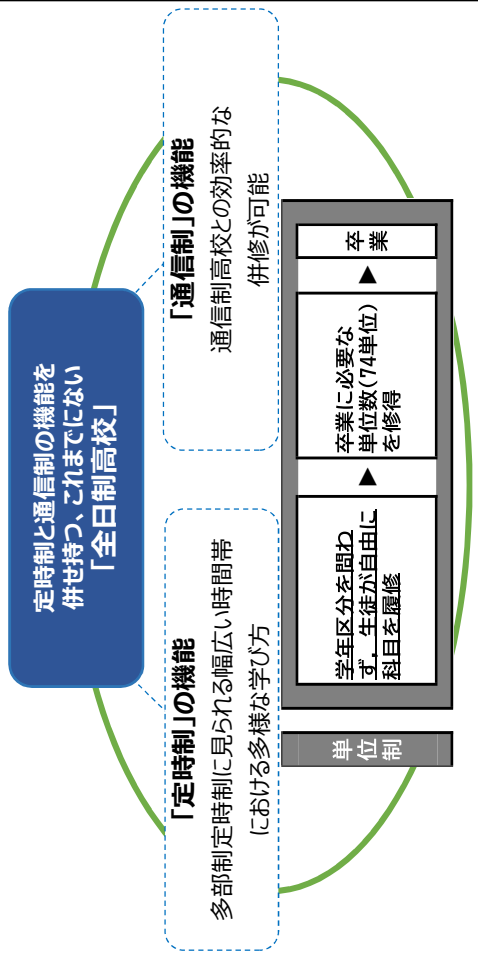 定時制と通信制の機能を
併せ持つ、これまでにない
「全日制高校」
「定時制」の機能
多部制定時制に見られる幅広い時間帯
における多様な学び方
「通信制」の機能
通信制高校との効率的な
併修が可能
単位制
学年区分を問わ
ず，生徒が自由に
科目を履修
▶
卒業に必要な
単位数（74単位）
を修得
▶
卒業